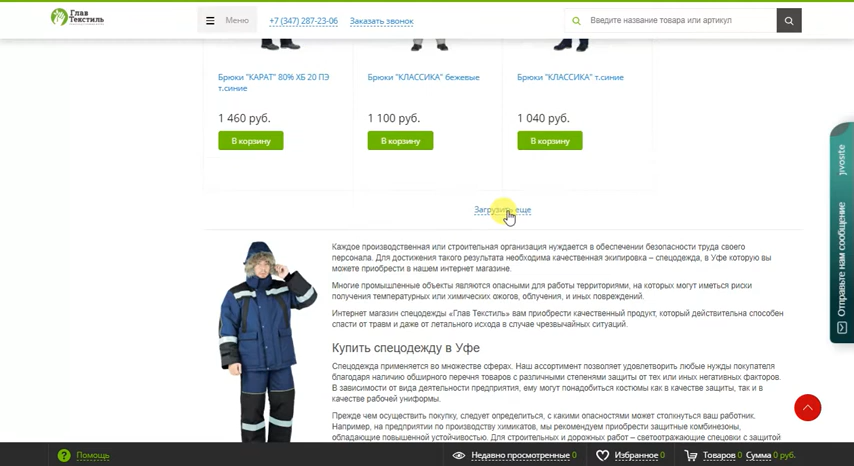 Глав
Текстиль
Меню
+7 (347) 287-23-06
Заказать звонок
Введите название товара или артикул
Брюки "КАРАТ" 80% ХБ 20 ПЭ
т.синие
1 460 руб.
В корзину
Брюки "КЛАССИКА" бежевые
1 100 руб.
В корзину
Брюки "КЛАССИКА" т.синие
1 040 руб.
В корзину
Загрузить еще
Каждое производственная или строительная организация нуждается в обеспечении безопасности труда своего
персонала. Для достижения такого результата необходима качественная экипировка – спецодежда, в Уфе которую вы
можете приобрести в нашем интернет магазине.
Многие промышленные объекты являются опасными для работы территориями, на которых могут иметься риски
получения температурных или химических ожогов, облучения, и иных повреждений.
Интернет магазин спецодежды «Глав Текстиль» вам приобрести качественный продукт, который действительна способен
спасти от травм и даже от летального исхода в случае чрезвычайных ситуаций.
Купить спецодежду в Уфе
Спецодежда применяется во множестве сферах. Наш ассортимент позволяет удовлетворить любые нужды покупателя
благодаря наличию обширного перечня товаров с различными степенями защиты от тех или иных негативных факторов.
В зависимости от вида деятельности предприятия, ему могут понадобиться костюмы как в качестве защиты, так и в
качестве рабочей униформы.
Прежде чем осуществить покупку, следует определиться, с какими опасностями может столкнуться ваш работник.
Например, на предприятии по производству химикатов, мы рекомендуем приобрести защитные комбинезоны,
обладающие повышенной устойчивостью. Для строительных и дорожных работ – светоотражающие спецовки с защитой
jivosite
Отправьте нам сообщение
Помощь
Недавно просмотренные 0
Избранное 0
Товаров 0 Сумма 0 руб.